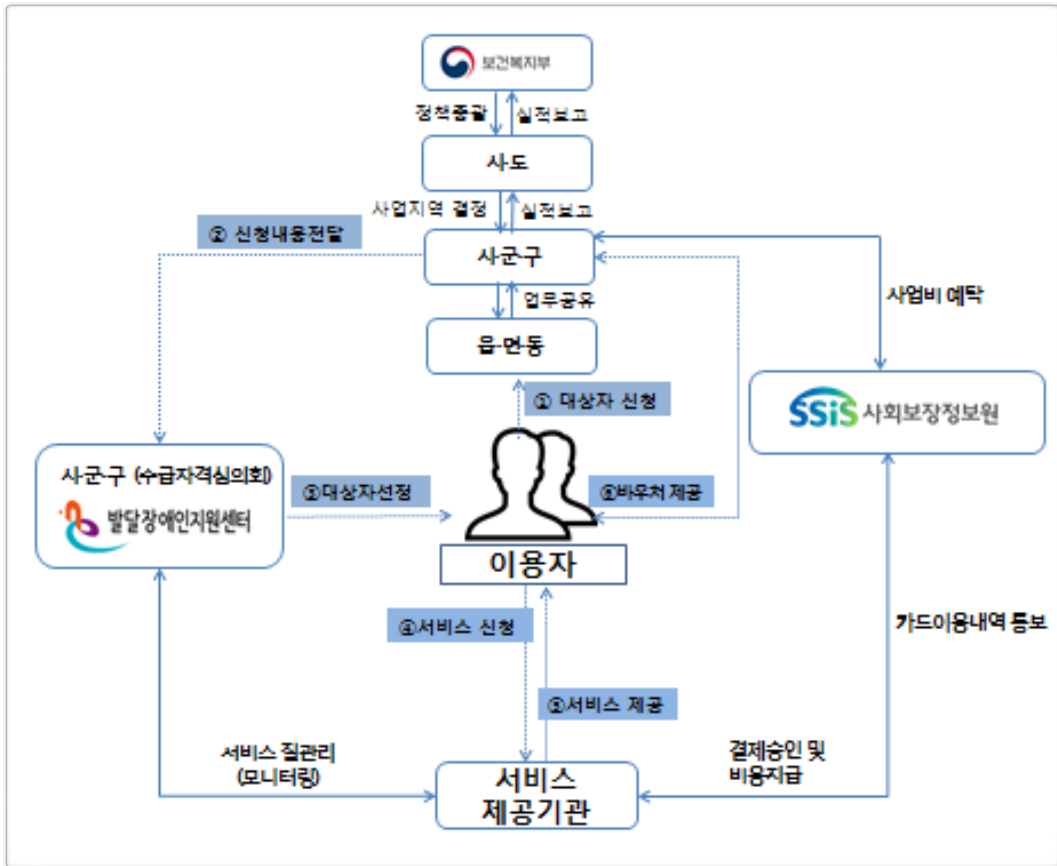 보건복지부
정책총괄
실적보고
시·도
사업지역 결정
실적보고
② 신청내용전달
시·군·구
사업비 예탁
업무공유
읍·면·동
① 대상자 신청
SSiS 사회보장정보원
시·군·구 (수급자격심의회)
발달장애인지원센터
③대상자선정
⑥바우처 제공
이용자
④서비스 신청
카드이용내역 통보
⑤서비스 제공
서비스 질관리
(모니터링)
결제승인 및
비용지급
서비스
제공기관